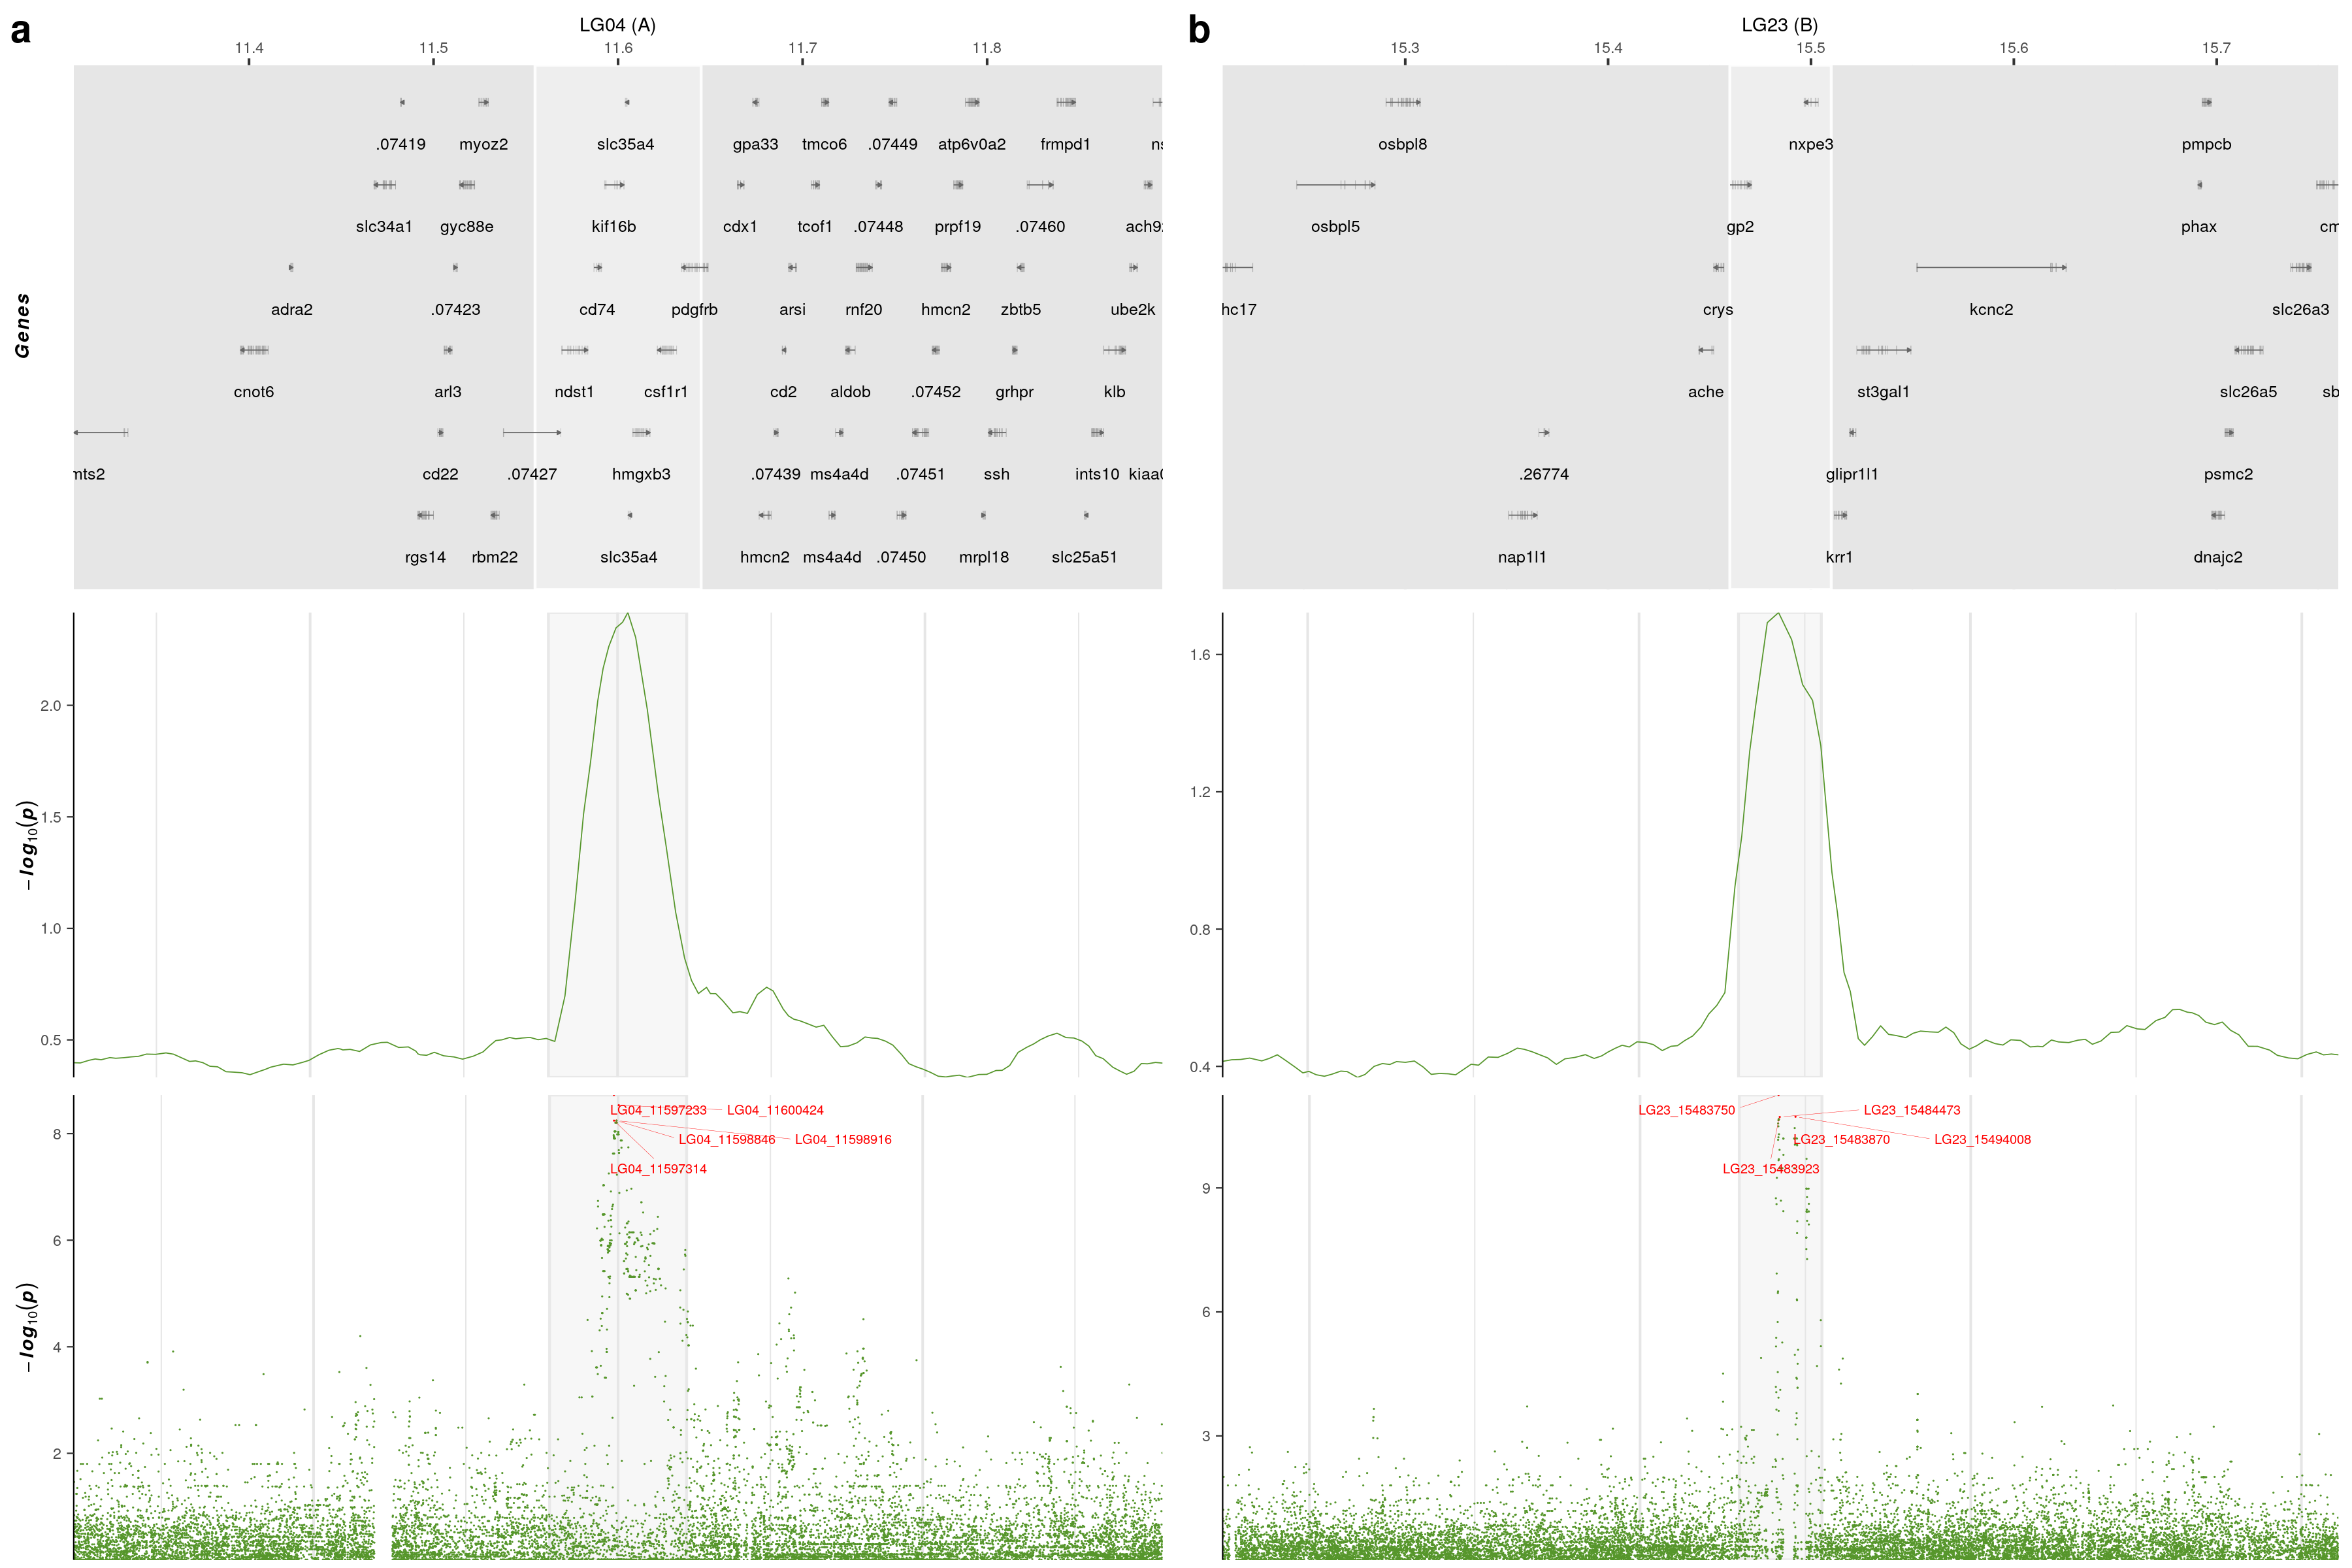 a
LG04 (A)
11.4 11.5 11.6 11.7 11.8
.07419 myoz2 slc35a4 gpa33 tmco6 .07449 atp6v0a2 frmpd1 ns
slc34a1 gyc88e kif16b cdx1 tcof1 .07448 prpf19 .07460 ach9
adra2 .07423 cd74 pdgfrb arsi rnf20 hmcn2 zbtb5 ube2k
cnot6 arl3 ndst1 csf1r1 cd2 aldob .07452 grhpr klb
mts2 cd22 .07427 hmgxb3 .07439 ms4a4d .07451 ssh ints10 kiaa0
rgs14 rbm22 slc35a4 hmcn2 ms4a4d .07450 mrpl18 slc25a51
Genes
−log10(p)
2.0
1.5
1.0
0.5
−log10(p)
8
6
4
2
LG04_11597233 LG04_11600424
LG04_11598846 LG04_11598916
LG04_11597314
b
LG23 (B)
15.3 15.4 15.5 15.6 15.7
osbpl8 nxpe3 pmpcb
osbpl5 gp2 phax cm
hc17 crys kcnc2 slc26a3
ache st3gal1 slc26a5 sb
.26774 glipr1l1 psmc2
nap1l1 krr1 dnajc2
1.6
1.2
0.8
0.4
9
6
3
LG23_15483750 LG23_15484473
LG23_15483870 LG23_15494008
LG23_15483923